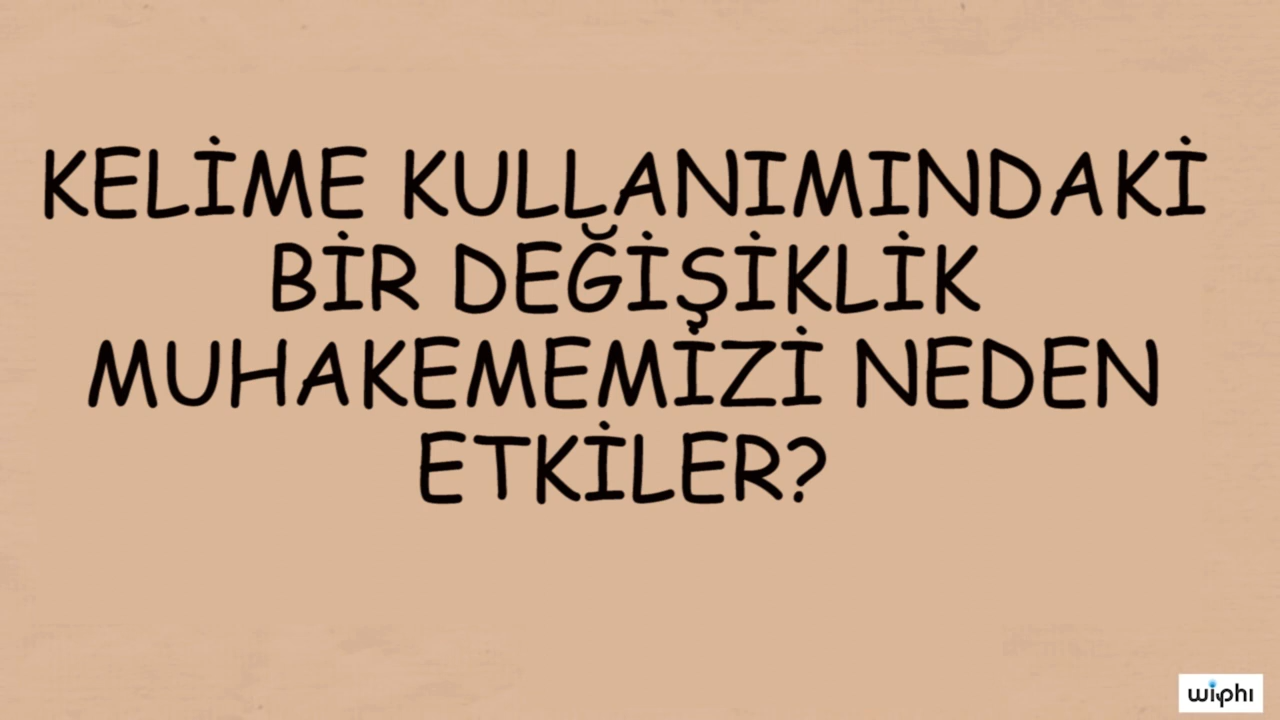 KELİME KULLANIMINDAKİ
BİR DEĞİŞİKLİK
MUHAKEMEMİZİ NEDEN
ETKİLER?
wiphi